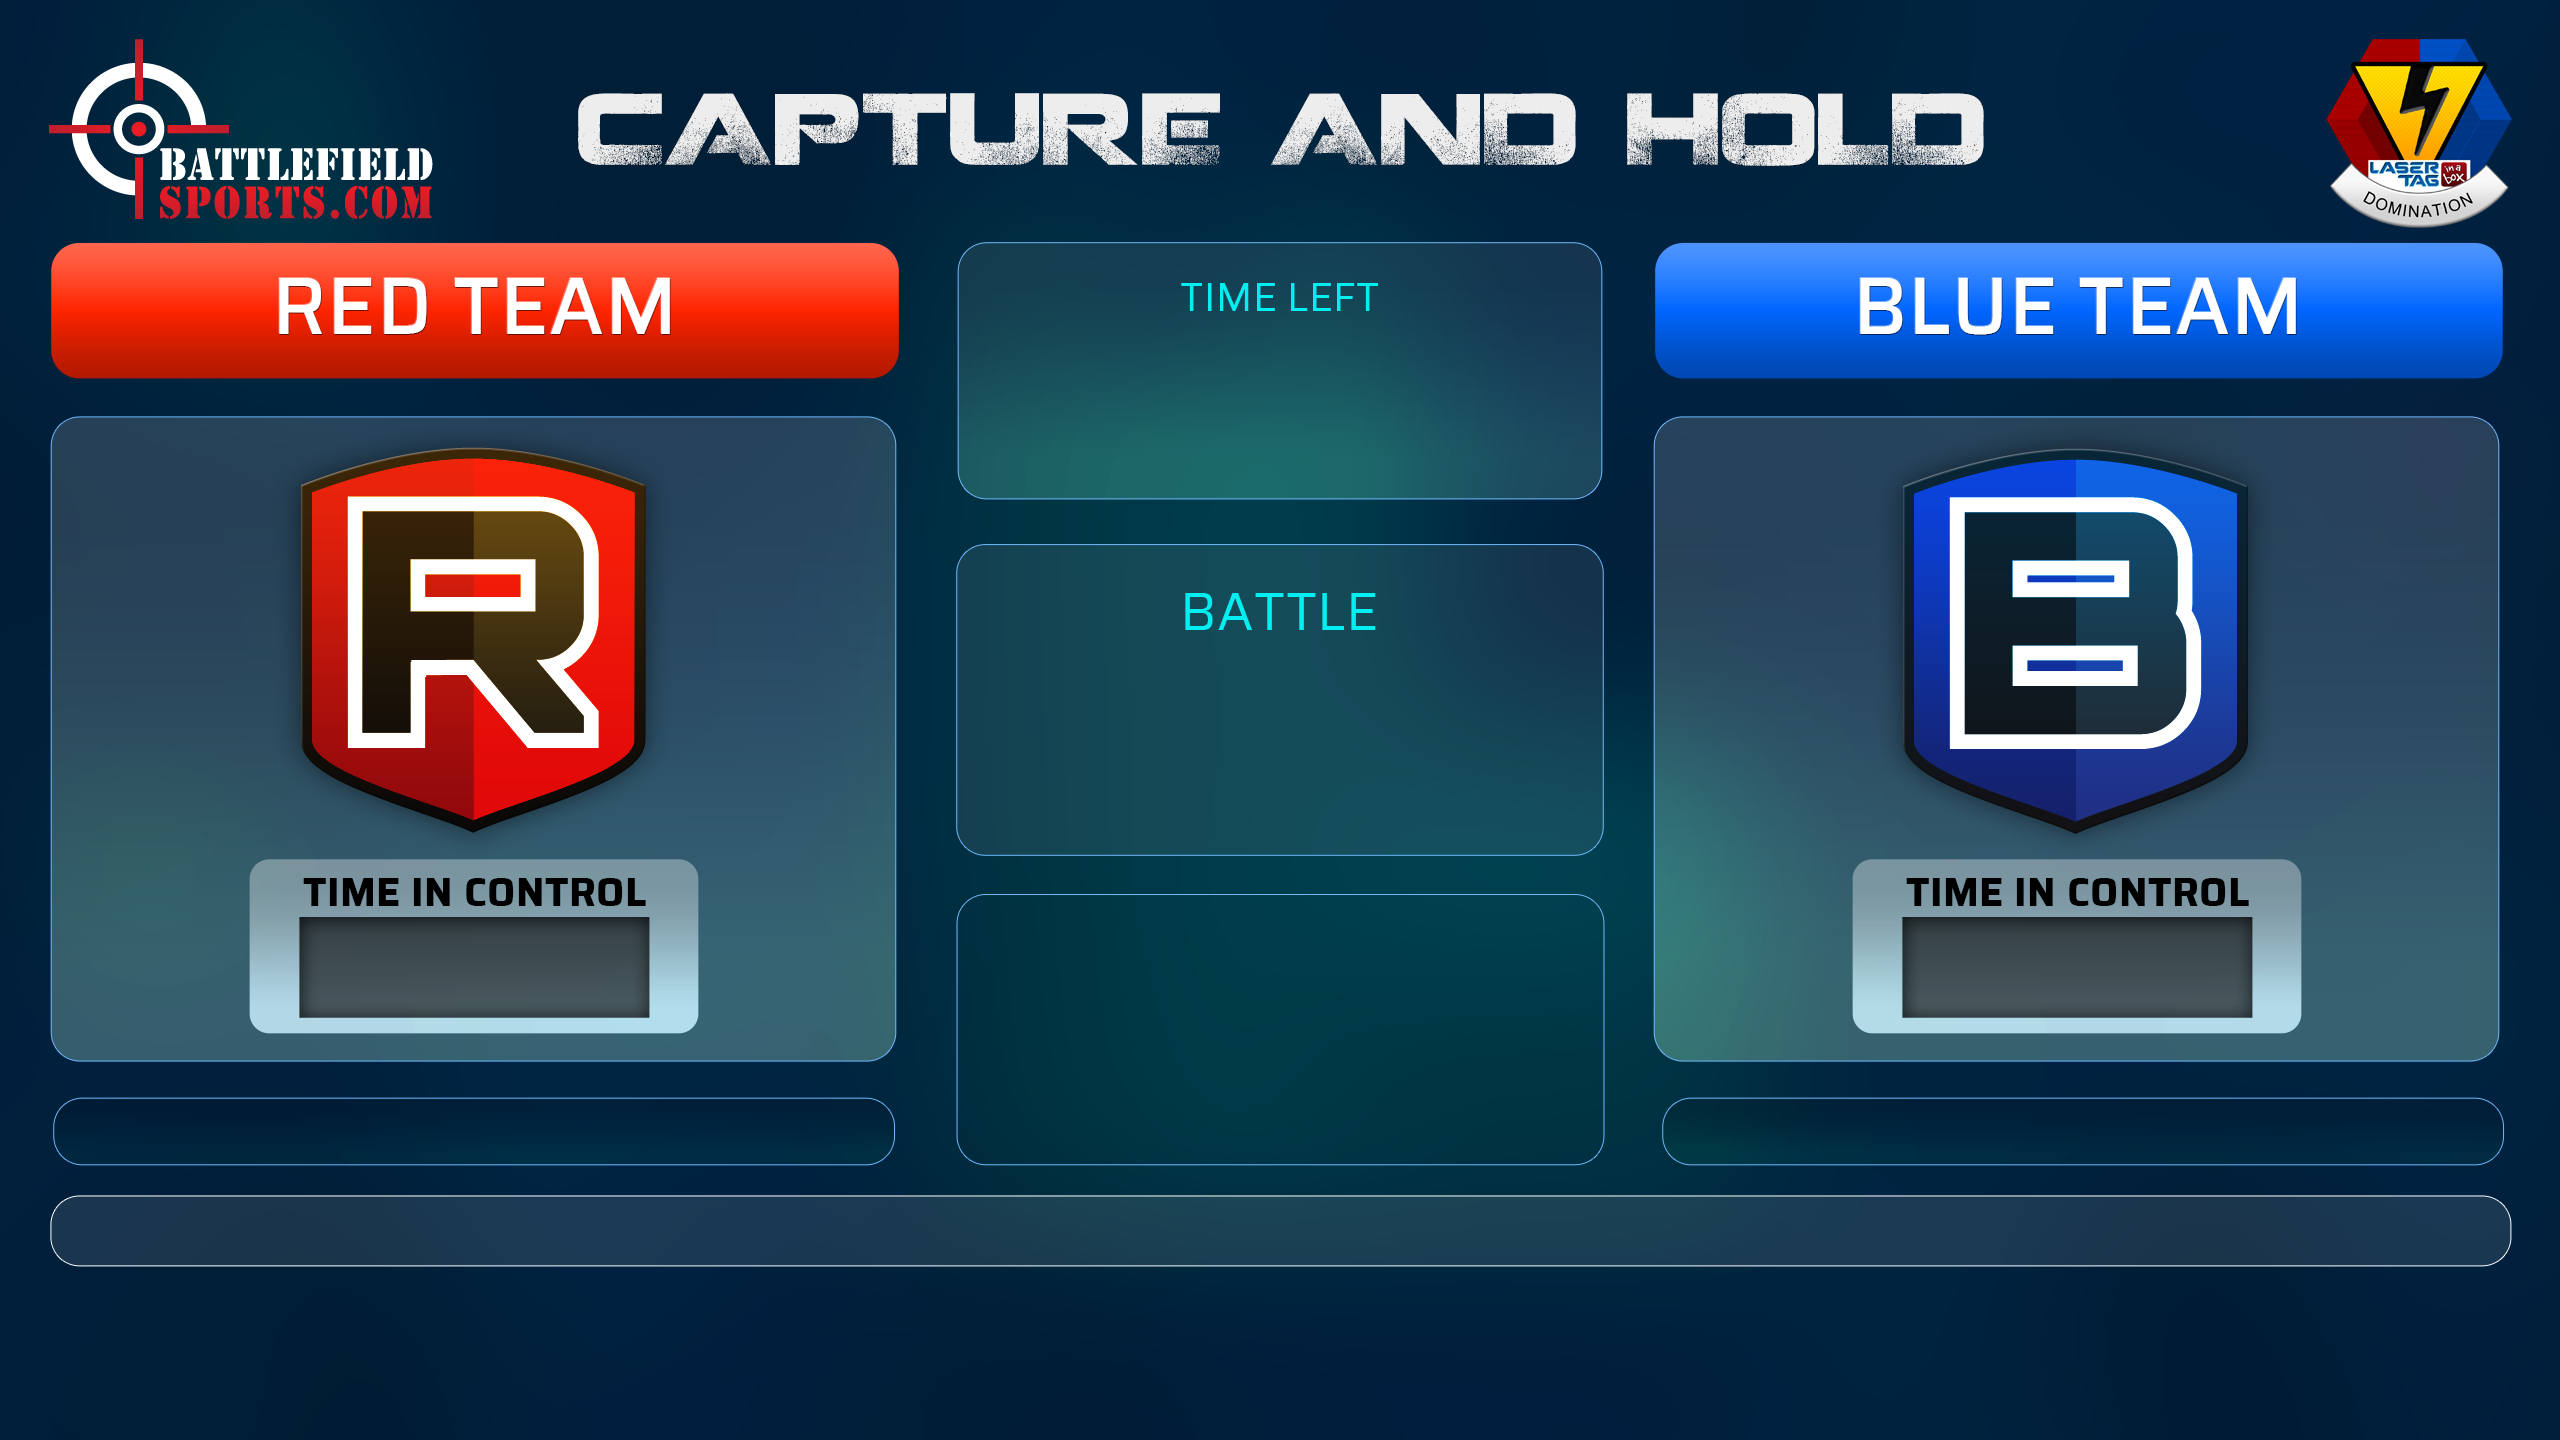 BATTLEFIELD
SPORTS.COM
CAPTURE AND HOLD
LASER
TAG
in a
box
DOMINATION
RED TEAM
TIME LEFT
BLUE TEAM
R
BATTLE
B
TIME IN CONTROL
TIME IN CONTROL